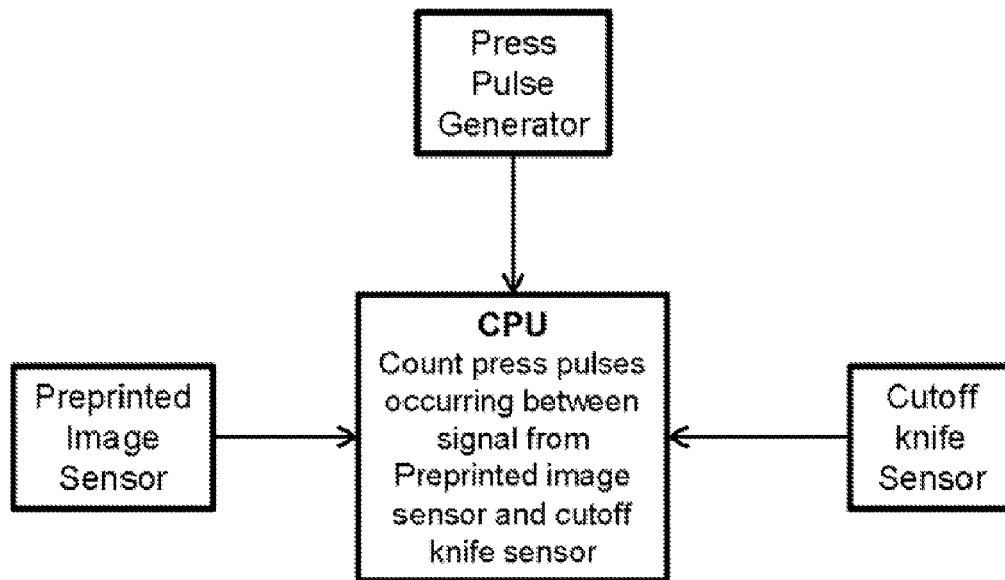 Press
Pulse
Generator
CPU
Count press pulses
occurring between
signal from
Preprinted image
sensor and cutoff
knife sensor
Preprinted
Image
Sensor
Cutoff
knife
Sensor